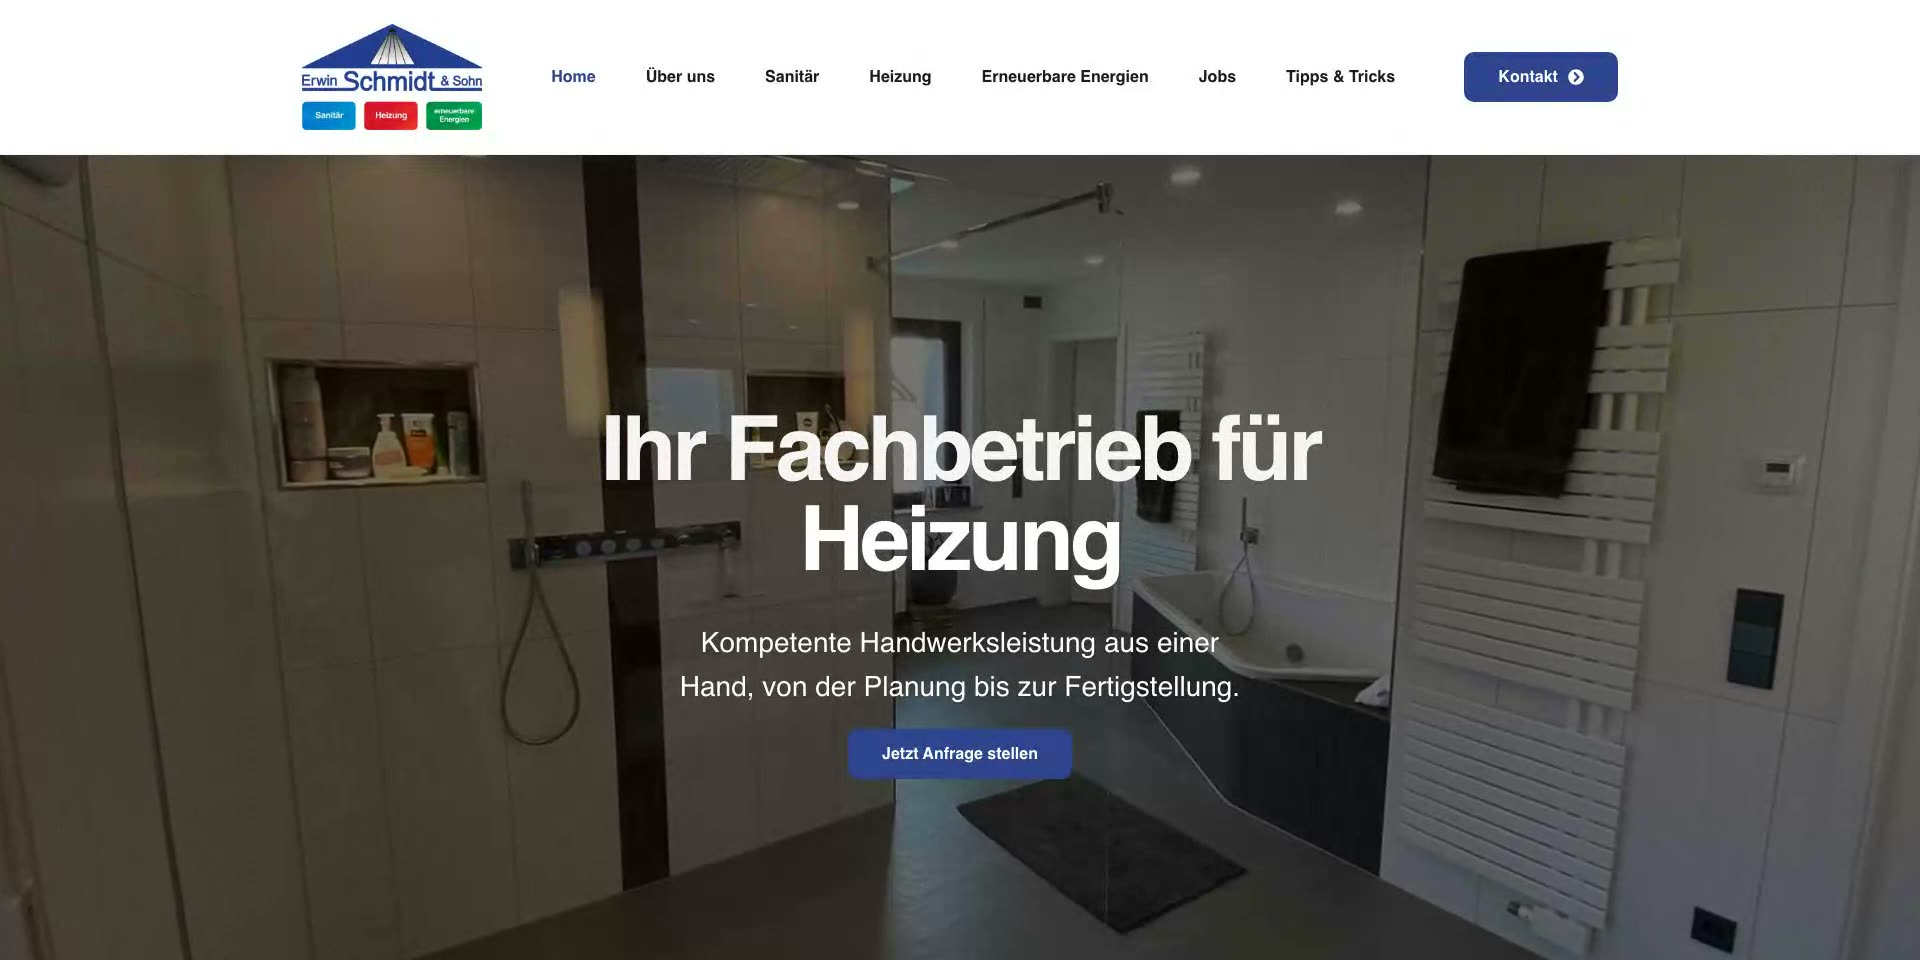 Erwin Schmidt & Sohn
Sanitär
Heizung
erneuerbare
Energien
Home
Über uns
Sanitär
Heizung
Erneuerbare Energien
Jobs
Tipps & Tricks
Kontakt
Ihr Fachbetrieb für
Heizung
Kompetente Handwerksleistung aus einer
Hand, von der Planung bis zur Fertigstellung.
Jetzt Anfrage stellen